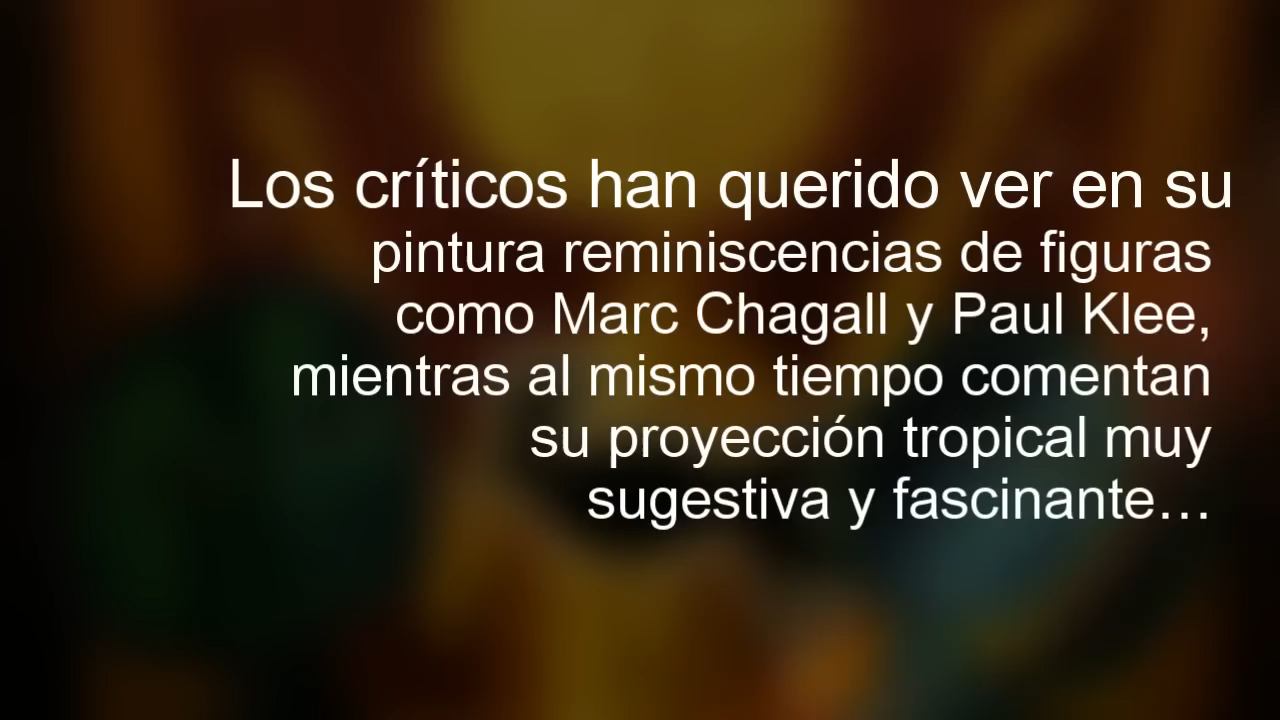 Los críticos han querido ver en su
pintura reminiscencias de figuras
como Marc Chagall y Paul Klee,
mientras al mismo tiempo comentan
su proyección tropical muy
sugestiva y fascinante…